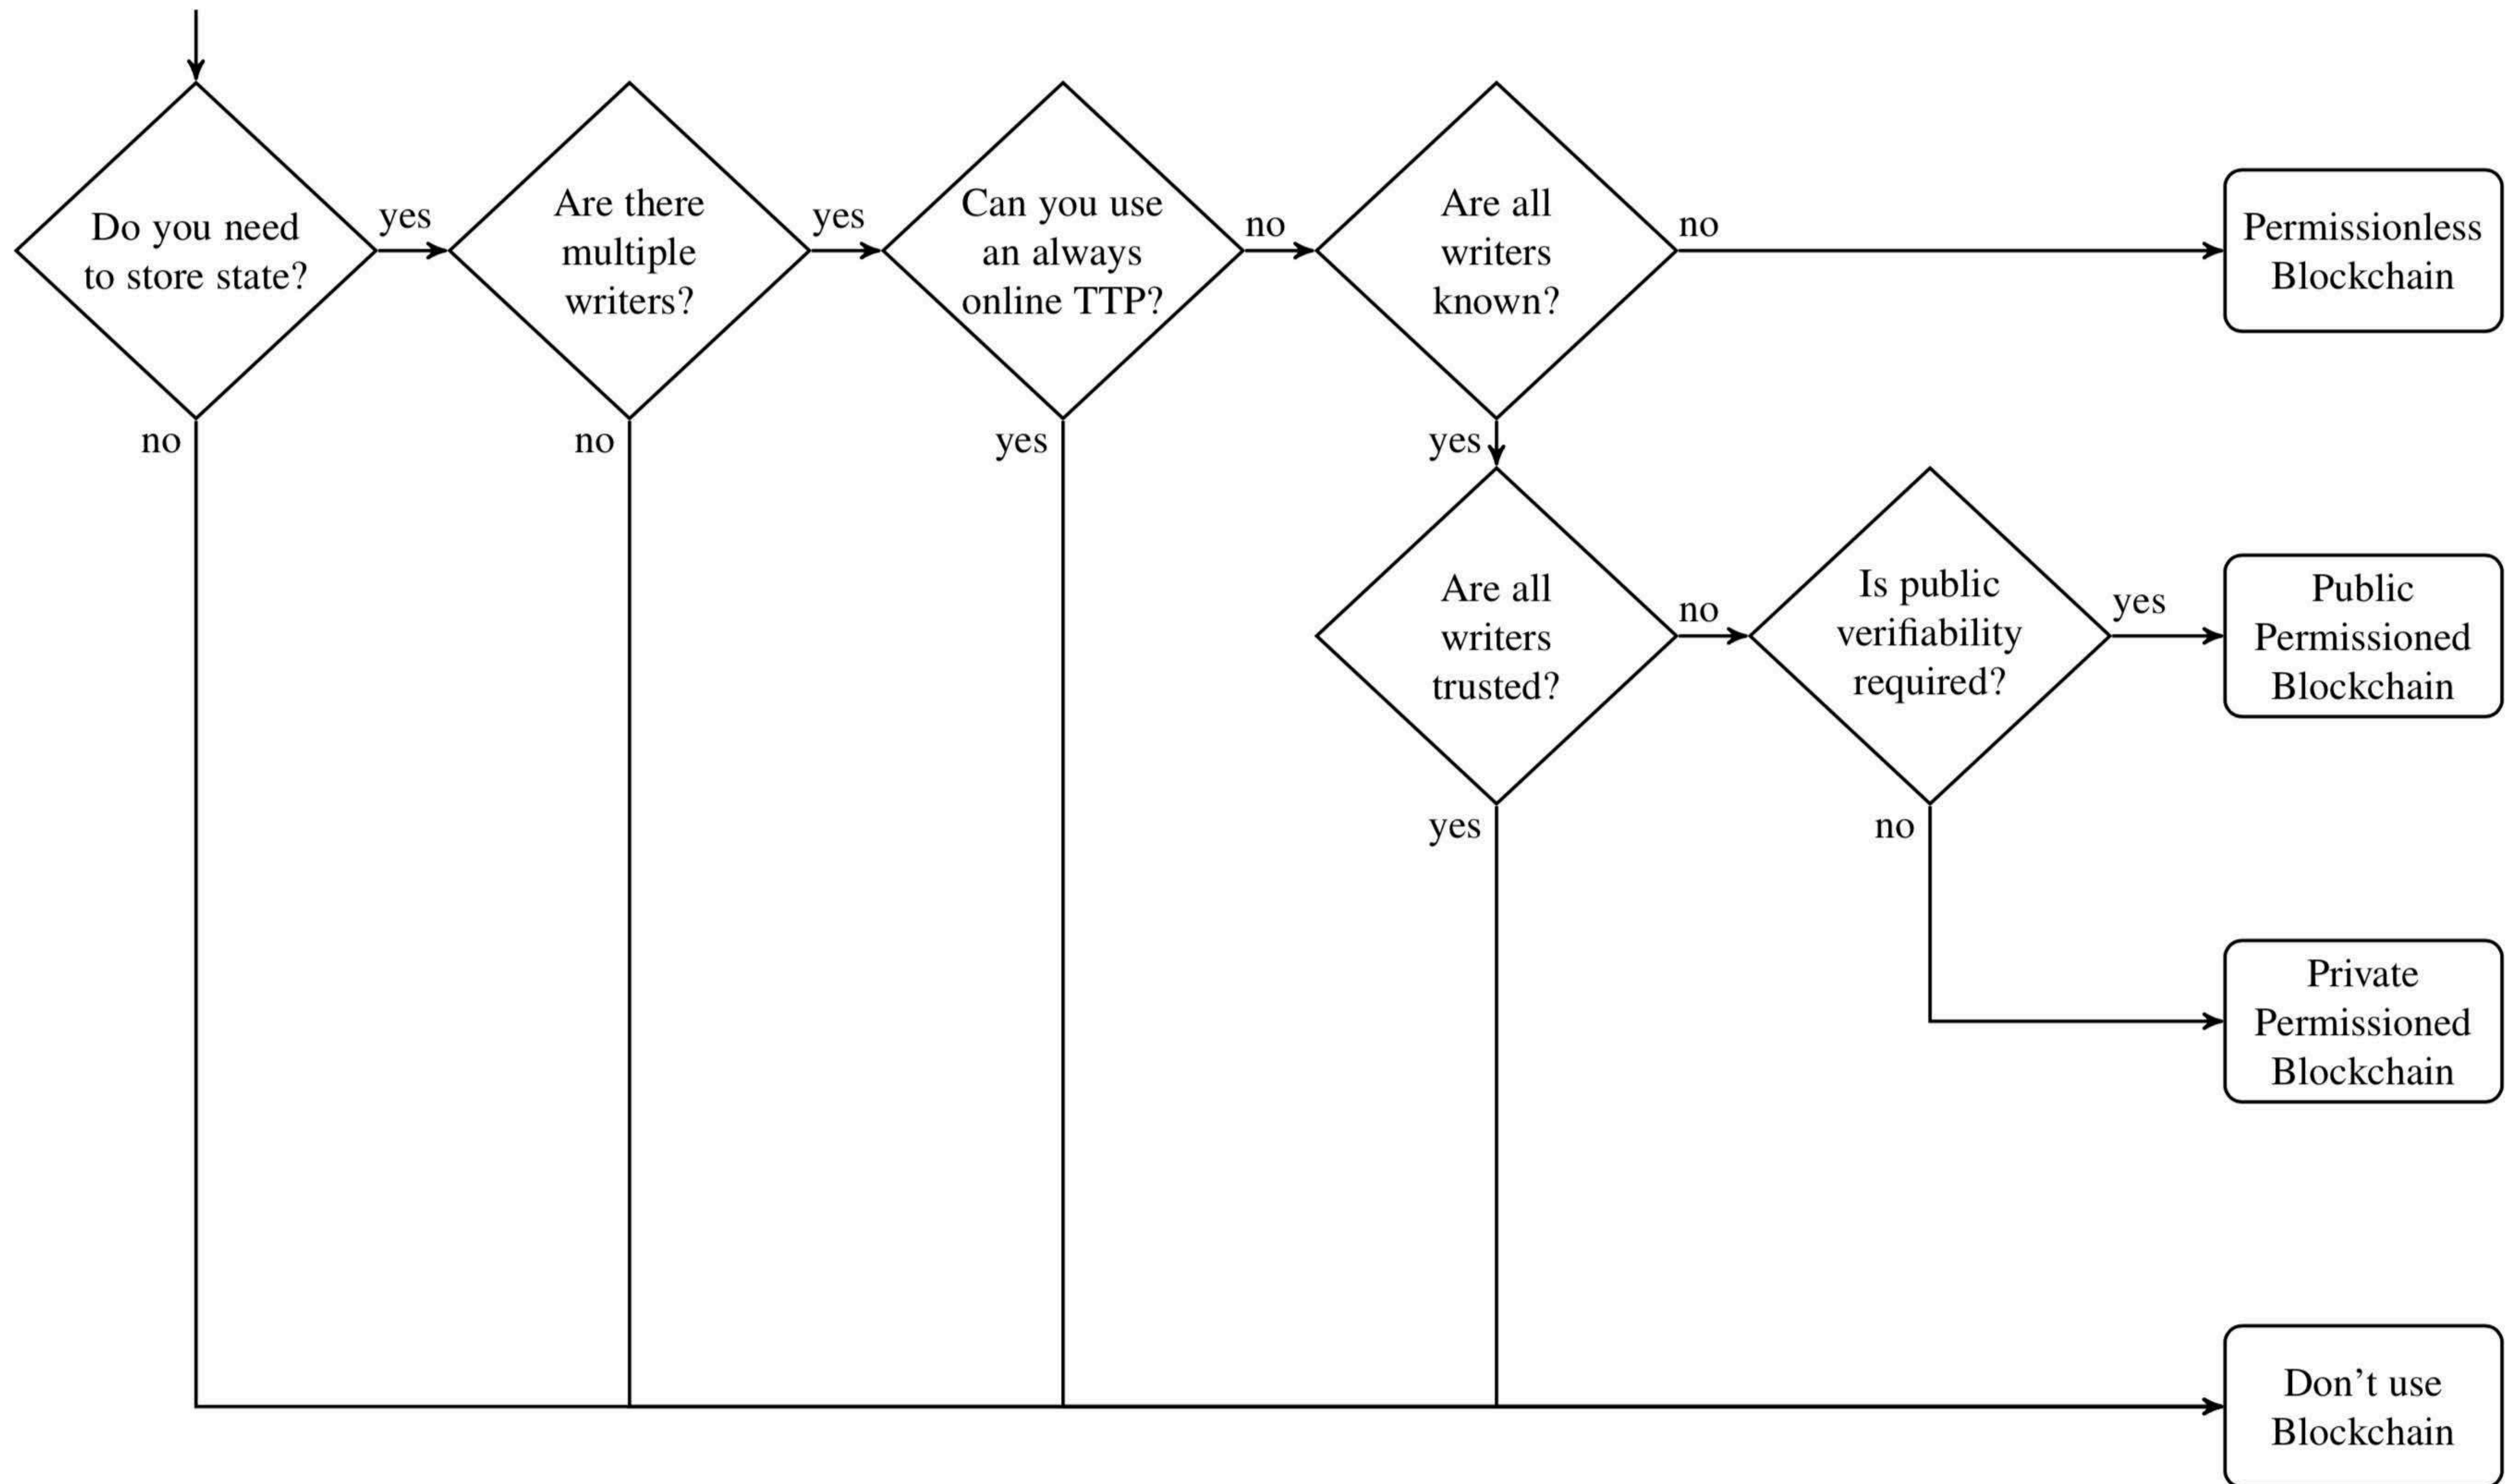 Do you need
to store state?
yes
Are there
multiple
writers?
yes
Can you use
an always
online TTP?
no
Are all
writers
known?
no
Permissionless
Blockchain
no
no
yes
yes
Are all
writers
trusted?
no
Is public
verifiability
required?
yes
Public
Permissioned
Blockchain
yes
no
Private
Permissioned
Blockchain
Don't use
Blockchain